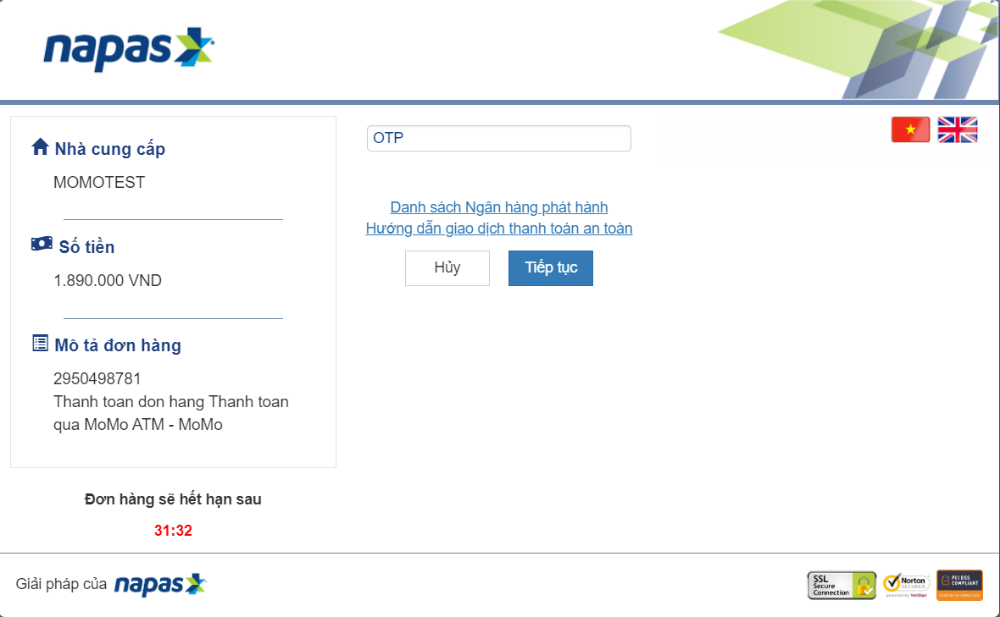 napas
Nhà cung cấp
MOMOTEST
Số tiền
1.890.000 VND
Mô tả đơn hàng
2950498781
Thanh toan don hang Thanh toan
qua MoMo ATM - MoMo
Đơn hàng sẽ hết hạn sau
31:32
OTP
Danh sách Ngân hàng phát hành
Hướng dẫn giao dịch thanh toán an toàn
Hủy
Tiếp tục
Giải pháp của napas
SSL
Secure
Connection
Norton
SECURED
powered by VeriSign
PCI DSS
COMPLIANT